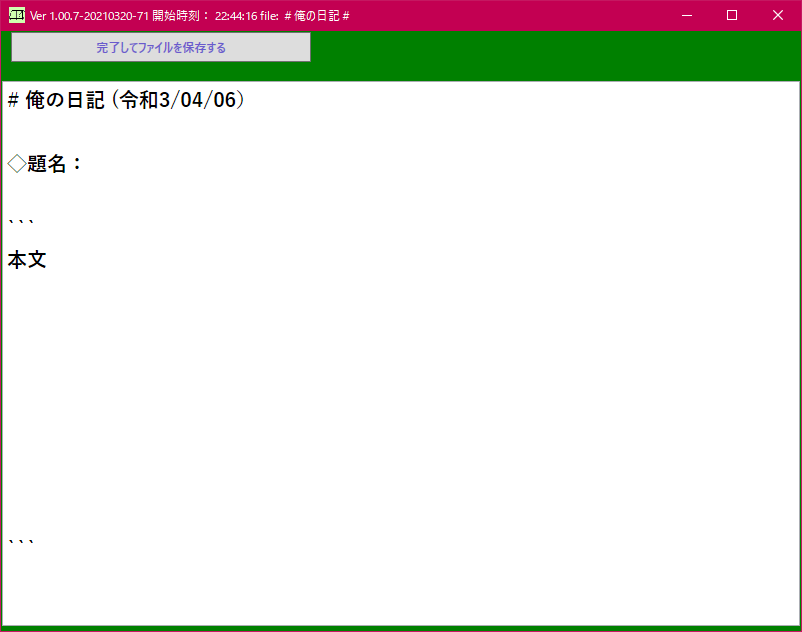 Ver 1.00.7-20210320-71 開始時刻： 22:44:16 file: # 俺の日記 #
完了してファイルを保存する
# 俺の日記 (令和3/04/06)
◇題名：
```
本文
```